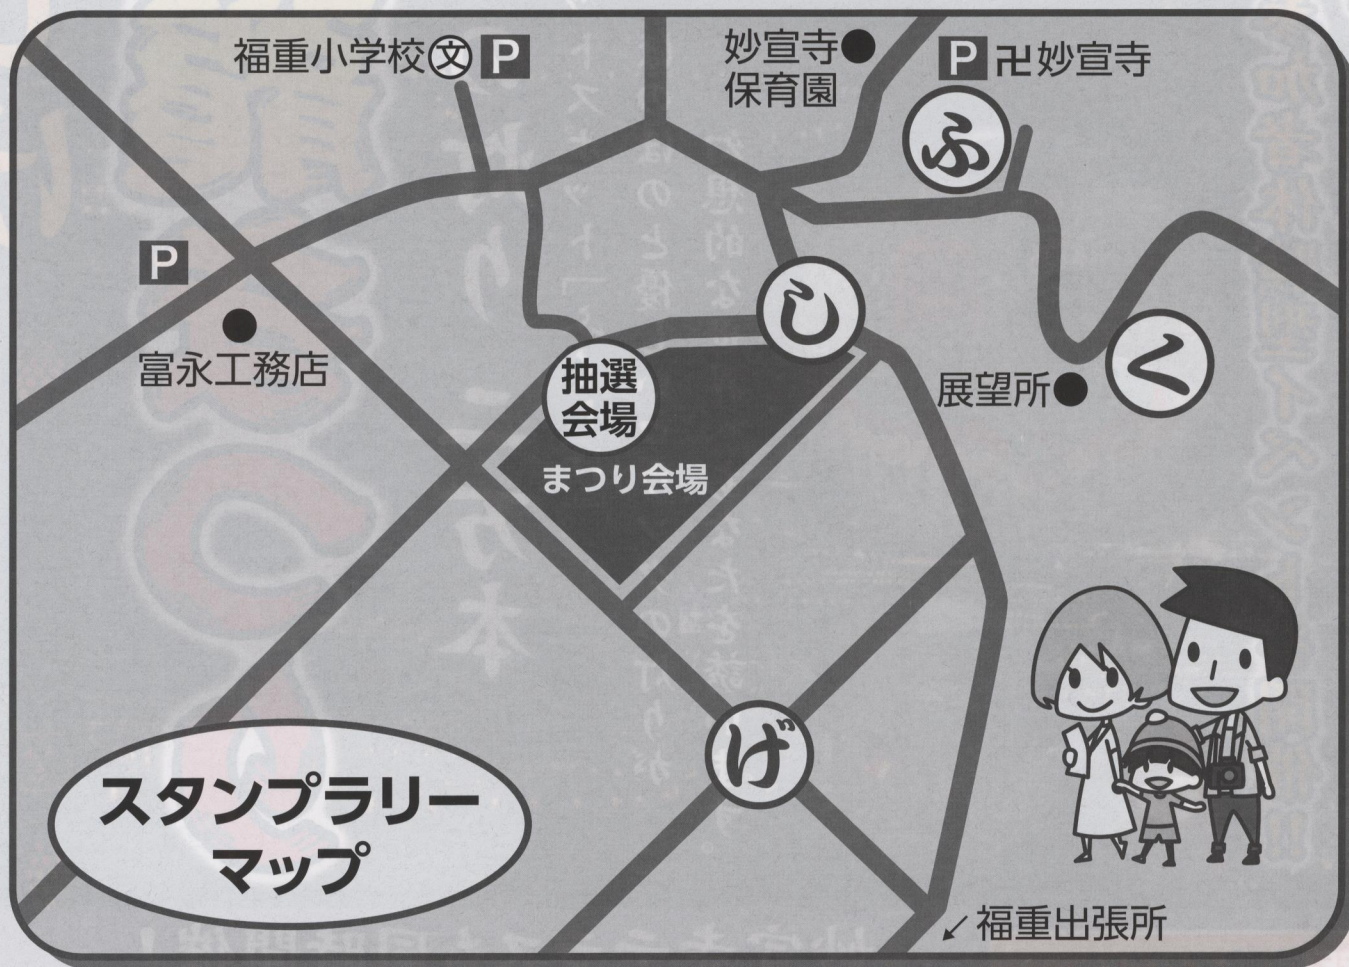 福重小学校 文 P
妙宣寺
保育園
P 卍妙宣寺
ふ
P
富永工務店
し
抽選
会場
まつり会場
展望所
く
げ
スタンプラリー
マップ
↙福重出張所